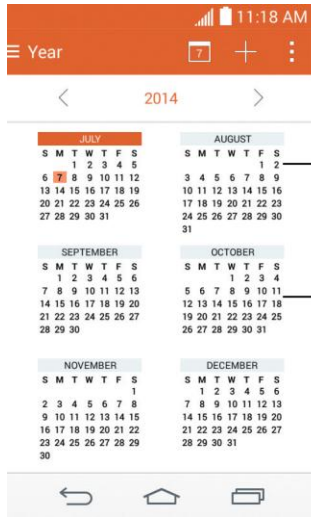 11:18 AM
Year
7
2014
JULY
S M T W T F S
1 2 3 4 5
6 7 8 9 10 11 12
13 14 15 16 17 18 19
20 21 22 23 24 25 26
27 28 29 30 31
AUGUST
S M T W T F S
1 2
3 4 5 6 7 8 9
10 11 12 13 14 15 16
17 18 19 20 21 22 23
24 25 26 27 28 29 30
31
SEPTEMBER
S M T W T F S
1 2 3 4 5 6
7 8 9 10 11 12 13
14 15 16 17 18 19 20
21 22 23 24 25 26 27
28 29 30
OCTOBER
S M T W T F S
1 2 3 4
5 6 7 8 9 10 11
12 13 14 15 16 17 18
19 20 21 22 23 24 25
26 27 28 29 30 31
NOVEMBER
S M T W T F S
1
2 3 4 5 6 7 8
9 10 11 12 13 14 15
16 17 18 19 20 21 22
23 24 25 26 27 28 29
30
DECEMBER
S M T W T F S
1 2 3 4 5 6
7 8 9 10 11 12 13
14 15 16 17 18 19 20
21 22 23 24 25 26 27
28 29 30 31